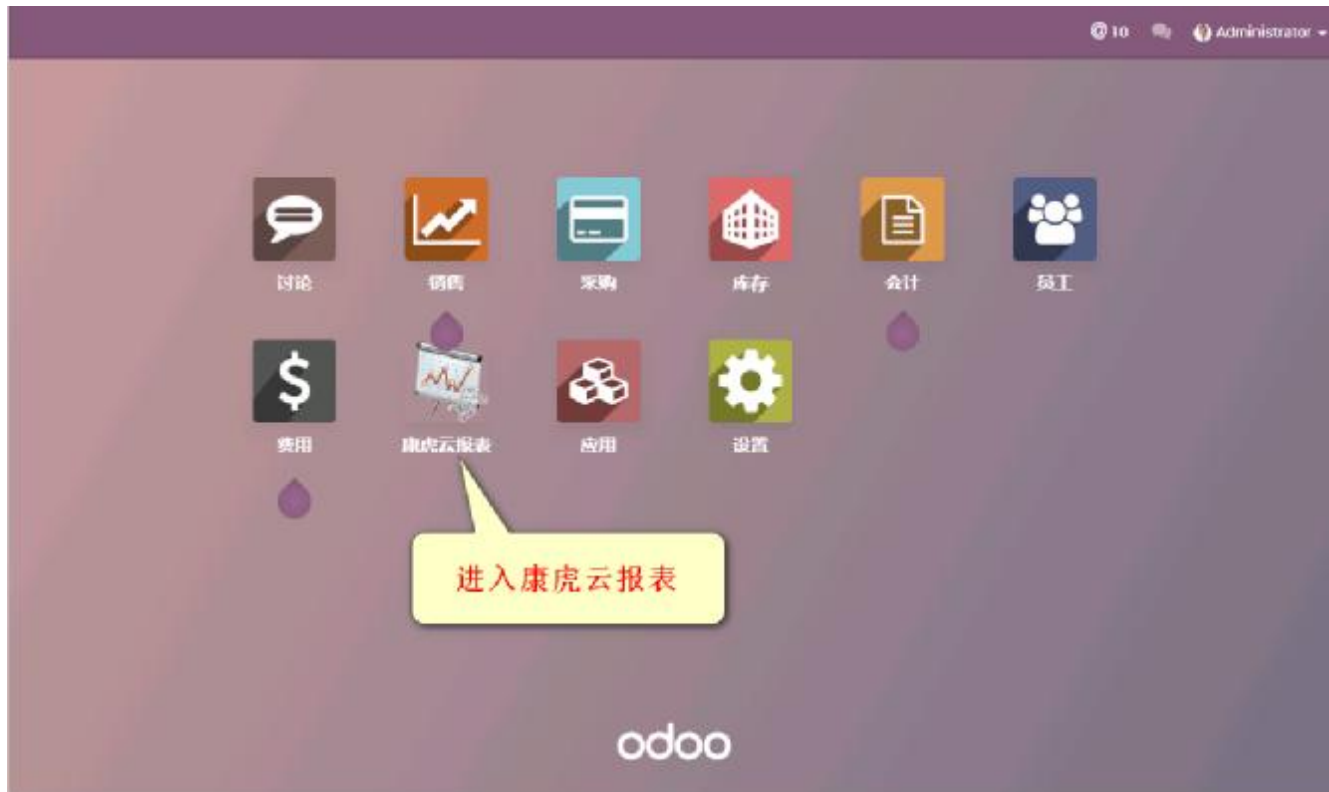 @ 10 Administrator
讨论 销售 采购 库存 会计 员工
费用 康虎云报表 应用 设置
进入康虎云报表
odoo